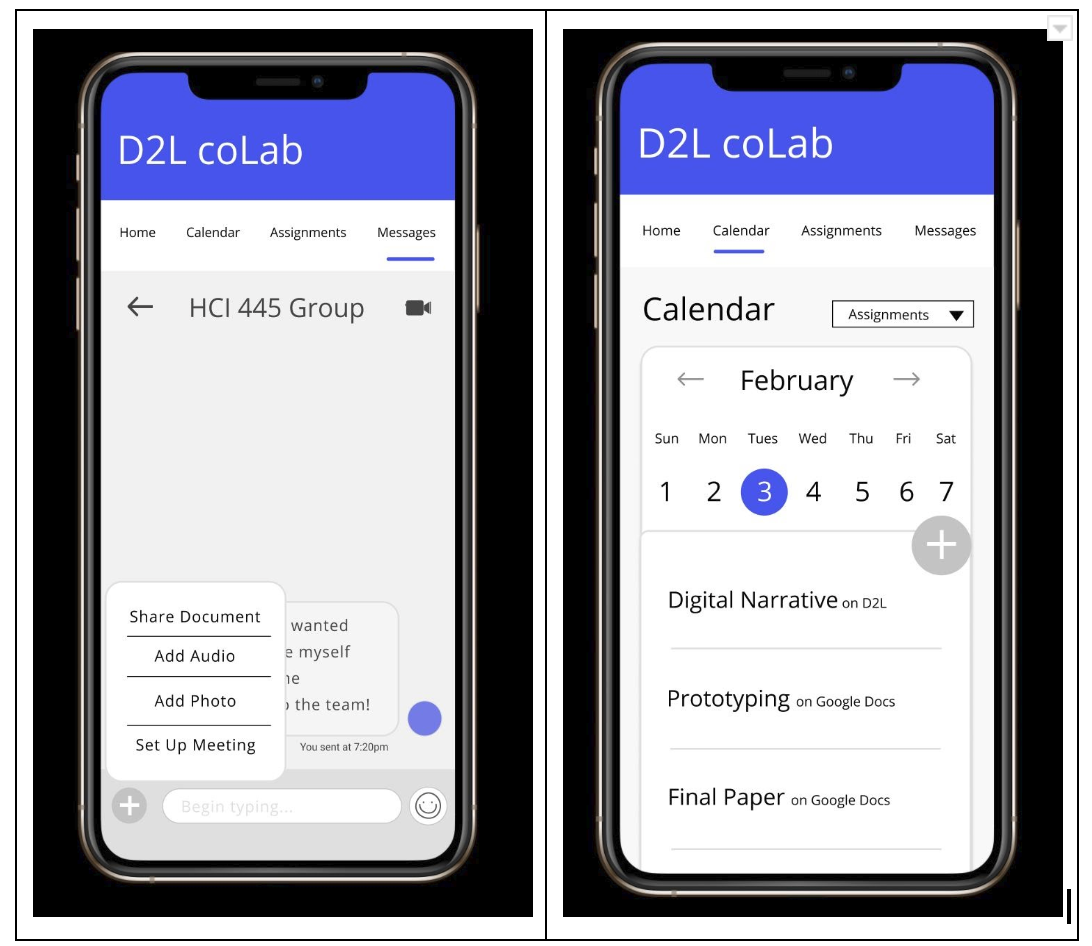 D2L coLab
Home Calendar Assignments Messages
HCI 445 Group
Share Document
Add Audio
Add Photo
Set Up Meeting
wanted
myself
the team!
You sent at 7:20pm
Begin typing...
D2L coLab
Home Calendar Assignments Messages
Calendar
Assignments
February
Sun Mon Tues Wed Thu Fri Sat
1 2 3 4 5 6 7
Digital Narrative on D2L
Prototyping on Google Docs
Final Paper on Google Docs